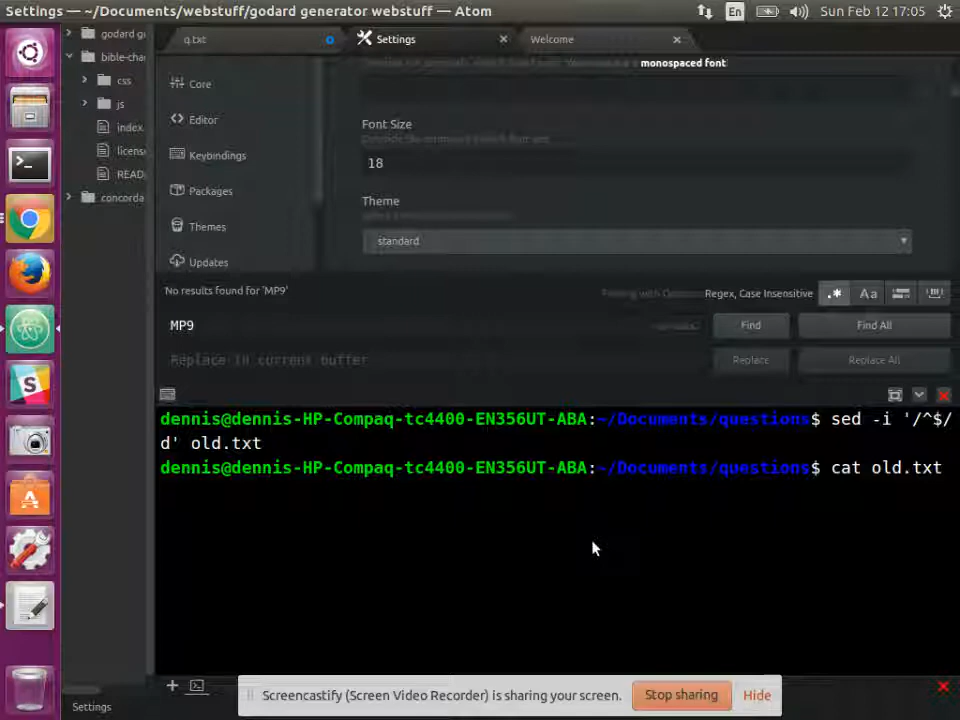 Settings — ~/Documents/webstuff/godard generator webstuff — Atom
En
Sun Feb 12 17:05
godard g
bible-cha
css
js
index.
licens
READ
concorda
q.txt
Settings
Welcome
Core
Editor
Keybindings
Packages
Themes
Updates
monospaced font
Font Size
18
Theme
standard
No results found for 'MP9'
Regex, Case Insensitive
.*
Aa
MP9
Find
Find All
Replace in current buffer
Replace
Replace All
dennis@dennis-HP-Compaq-tc4400-EN356UT-ABA:~/Documents/questions$ sed -i '/^$/
d' old.txt
dennis@dennis-HP-Compaq-tc4400-EN356UT-ABA:~/Documents/questions$ cat old.txt
Screencastify (Screen Video Recorder) is sharing your screen.
Stop sharing
Hide
Settings